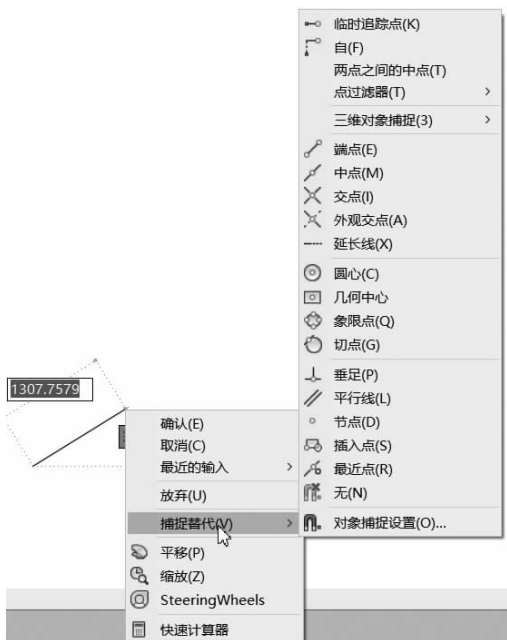 临时追踪点(K)
自(F)
两点之间的中点(T)
点过滤器(T)
三维对象捕捉(3)
端点(E)
中点(M)
交点(I)
外观交点(A)
延长线(X)
圆心(C)
几何中心
象限点(Q)
切点(G)
垂足(P)
平行线(L)
节点(D)
插入点(S)
最近点(R)
无(N)
对象捕捉设置(O)...
1307.7579
确认(E)
取消(C)
最近的输入
放弃(U)
捕捉替代(V)
平移(P)
缩放(Z)
SteeringWheels
快速计算器